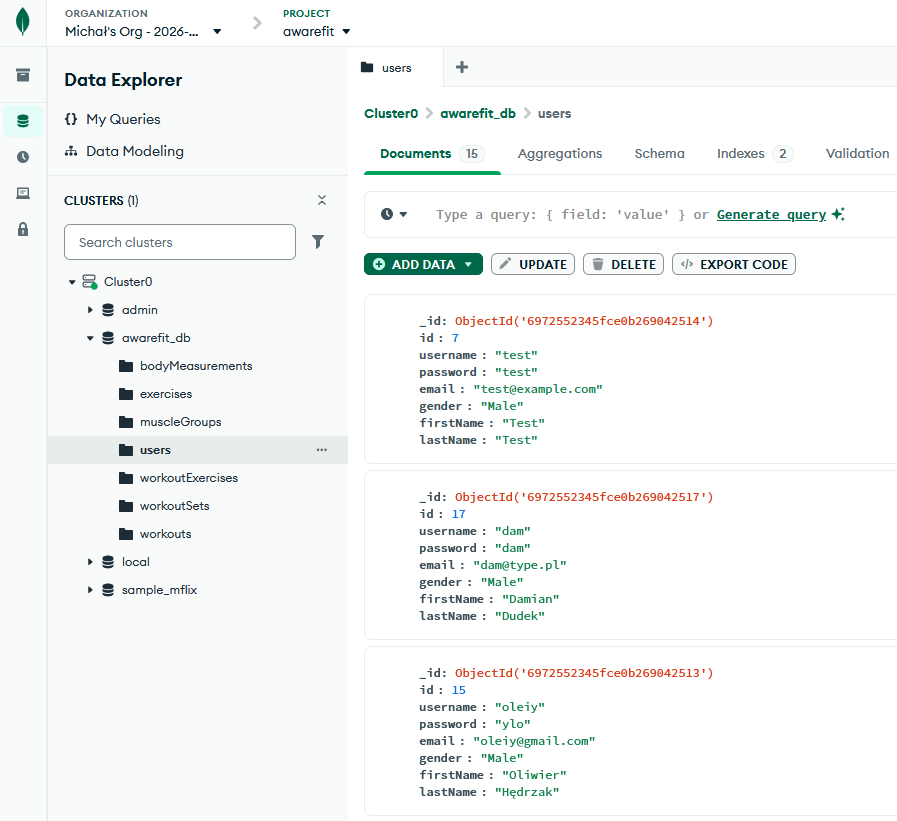 ORGANIZATION
Michał's Org - 2026-...
PROJECT
awarefit
Data Explorer
My Queries
Data Modeling
CLUSTERS (1)
Search clusters
Cluster0
admin
awarefit_db
bodyMeasurements
exercises
muscleGroups
users
workoutExercises
workoutSets
workouts
local
sample_mflix
users
Cluster0 > awarefit_db > users
Documents 15 Aggregations Schema Indexes 2 Validation
Type a query: { field: 'value' } or Generate query
ADD DATA UPDATE DELETE EXPORT CODE
_id: ObjectId('6972552345fce0b269042514')
id : 7
username : "test"
password : "test"
email : "test@example.com"
gender : "Male"
firstName : "Test"
lastName : "Test"
_id: ObjectId('6972552345fce0b269042517')
id : 17
username : "dam"
password : "dam"
email : "dam@type.pl"
gender : "Male"
firstName : "Damian"
lastName : "Dudek"
_id: ObjectId('6972552345fce0b269042513')
id : 15
username : "oleiy"
password : "ylo"
email : "oleiy@gmail.com"
gender : "Male"
firstName : "Oliwier"
lastName : "Hędrzak"